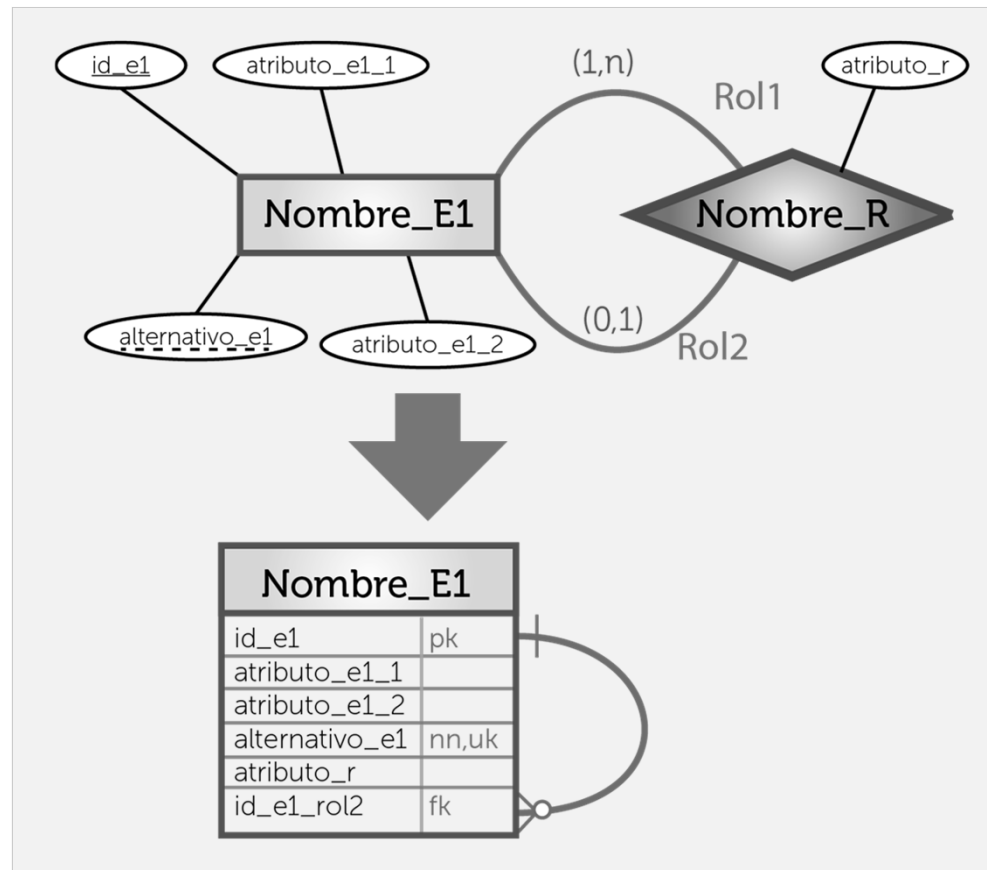 id_e1
atributo_e1_1
(1,n)
atributo_r
Rol1
Nombre_E1
Nombre_R
alternativo_e1
atributo_e1_2
(0,1)
Rol2
Nombre_E1
id_e1 pk
atributo_e1_1
atributo_e1_2
alternativo_e1 nn,uk
atributo_r
id_e1_rol2 fk